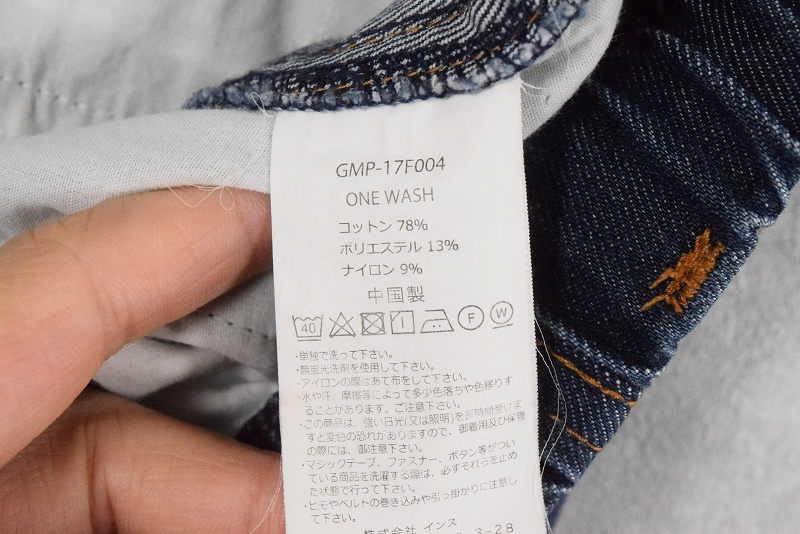 GMP-17F004
ONE WASH
コットン 78%
ポリエステル 13%
ナイロン 9%
中国製
40 F W
・単独で洗って下さい。
・無蛍光洗剤を使用して下さい。
・アイロンの際はあて布をして下さい。
・水や汗、摩擦等によって多少色落ちや色移りす
ることがあります。ご注意下さい。
・この商品は、強い日光(又は照明)を長時間受けま
すと変色の恐れがありますので、御着用及び保管
の際には、御注意下さい。
・マジックテープ、ファスナー、ボタン等がつい
ている商品を洗濯する際は、必ずそれらを止め
た状態で行って下さい。
・ヒモやベルトの巻き込みや引っ掛かりに注意し
て下さい。
株式会社 インス
3-28